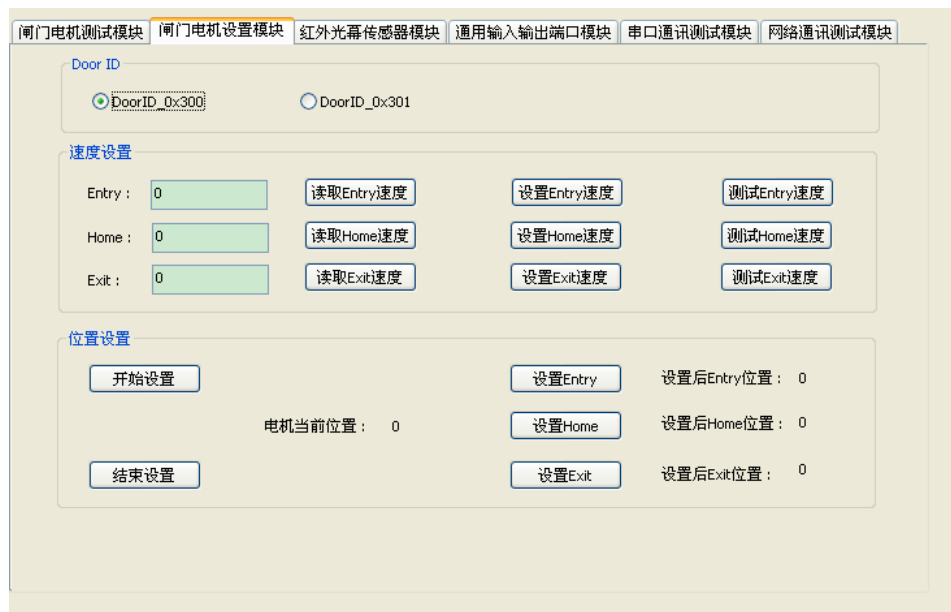 闸门电机测试模块 闸门电机设置模块 红外光幕传感器模块 通用输入输出端口模块 串口通讯测试模块 网络通讯测试模块
Door ID
DoorID_0x300 DoorID_0x301
速度设置
Entry： 0 读取Entry速度 设置Entry速度 测试Entry速度
Home： 0 读取Home速度 设置Home速度 测试Home速度
Exit： 0 读取Exit速度 设置Exit速度 测试Exit速度
位置设置
开始设置 设置Entry 设置后Entry位置： 0
电机当前位置： 0 设置Home 设置后Home位置： 0
结束设置 设置Exit 设置后Exit位置： 0